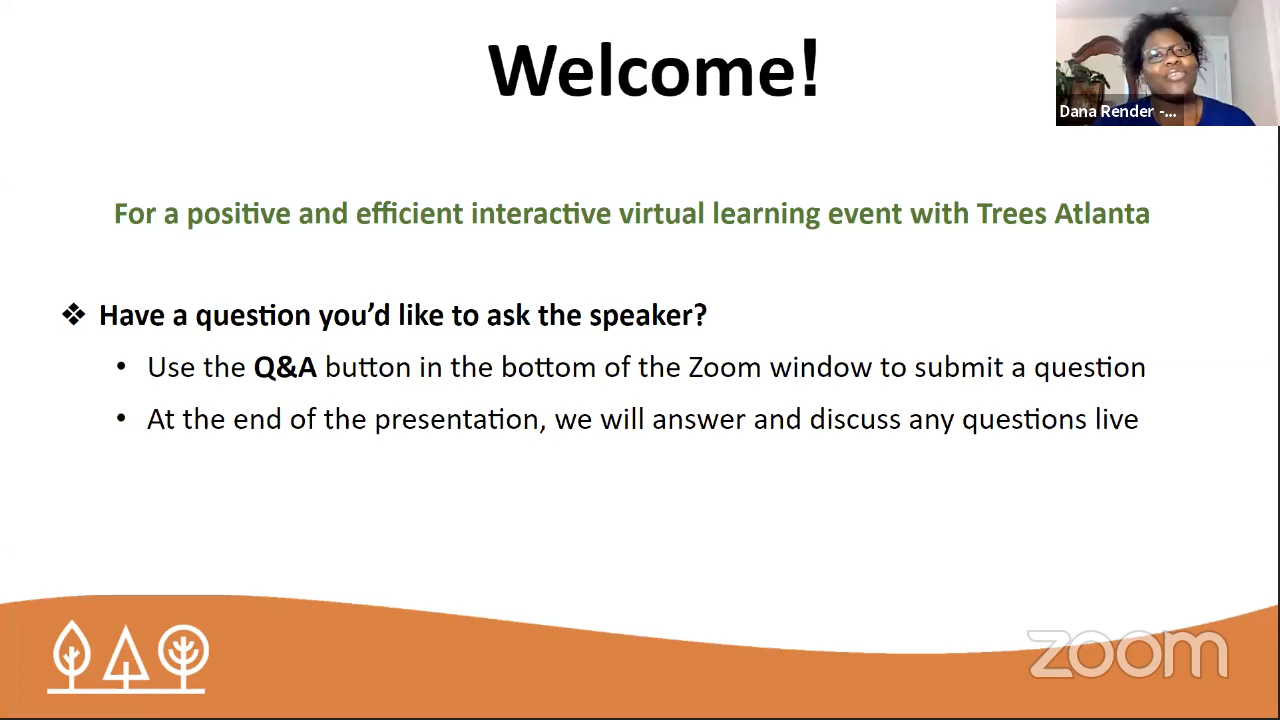 Welcome!
Dana Render -...
For a positive and efficient interactive virtual learning event with Trees Atlanta
❖ Have a question you’d like to ask the speaker?
• Use the Q&A button in the bottom of the Zoom window to submit a question
• At the end of the presentation, we will answer and discuss any questions live
zoom